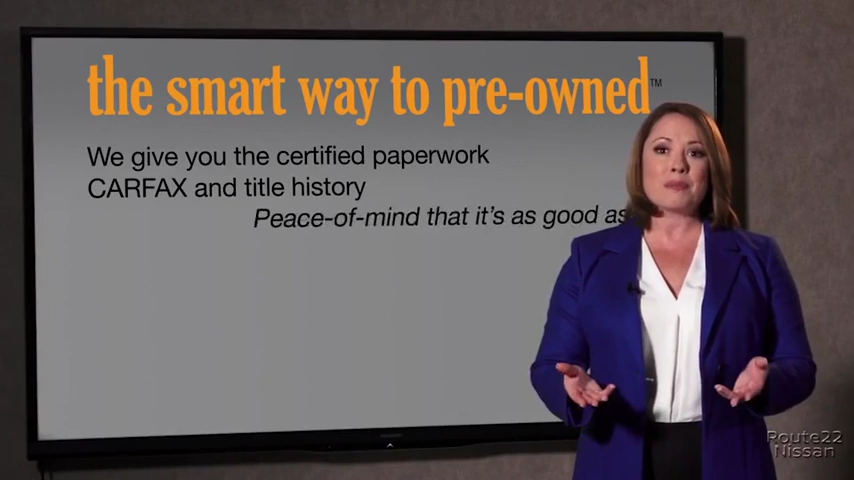 the smart way to pre-owned™
We give you the certified paperwork
CARFAX and title history
Peace-of-mind that it's as good as
Route22
Nissan